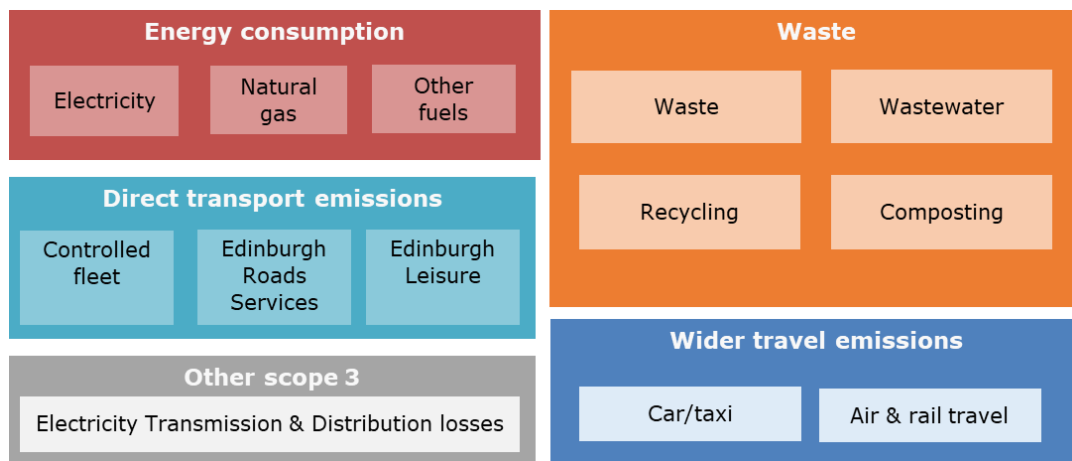 Energy consumption
Electricity
Natural
gas
Other
fuels
Direct transport emissions
Controlled
fleet
Edinburgh
Roads
Services
Edinburgh
Leisure
Other scope 3
Electricity Transmission & Distribution losses
Waste
Waste
Wastewater
Recycling
Composting
Wider travel emissions
Car/taxi
Air & rail travel